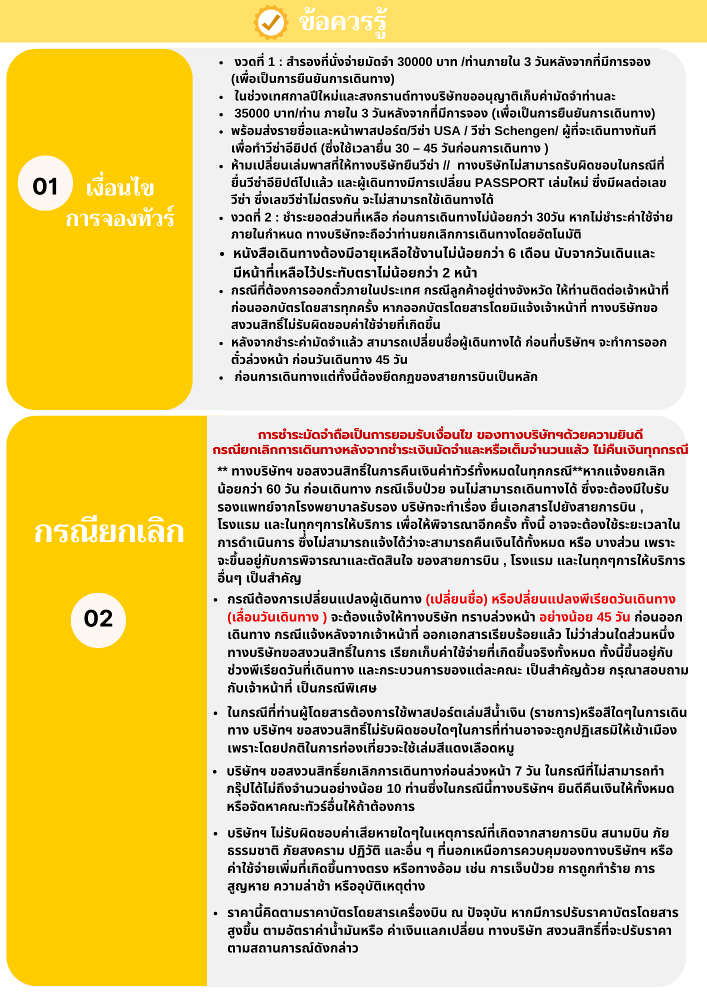 ข้อควรรู้
01
เงื่อนไข
การจองทัวร์
• งวดที่ 1 : สำรองที่นั่งจ่ายมัดจำ 30000 บาท /ท่านภายใน 3 วันหลังจากที่มีการจอง
(เพื่อเป็นการยืนยันการเดินทาง)
• ในช่วงเทศกาลปีใหม่และสงกรานต์ทางบริษัทขออนุญาติเก็บค่ามัดจำท่านละ
• 35000 บาท/ท่าน ภายใน 3 วันหลังจากที่มีการจอง (เพื่อเป็นการยืนยันการเดินทาง)
• พร้อมส่งรายชื่อและหน้าพาสปอร์ต/วีซ่า USA / วีซ่า Schengen/ ผู้ที่จะเดินทางทันที
เพื่อทำวีซ่าอียิปต์ (ซึ่งใช้เวลายื่น 30 – 45 วันก่อนการเดินทาง )
• ห้ามเปลี่ยนเล่มพาสที่ให้ทางบริษัทยืนวีซ่า // ทางบริษัทไม่สามารถรับผิดชอบในกรณีที่
ยื่นวีซ่าอียิปต์ไปแล้ว และผู้เดินทางมีการเปลี่ยน PASSPORT เล่มใหม่ ซึ่งมีผลต่อเลข
วีซ่า ซึ่งเลขวีซ่าไม่ตรงกัน จะไม่สามารถใช้เดินทางได้
• งวดที่ 2 : ชำระยอดส่วนที่เหลือ ก่อนการเดินทางไม่น้อยกว่า 30วัน หากไม่ชำระค่าใช้จ่าย
ภายในกำหนด ทางบริษัทจะถือว่าท่านยกเลิกการเดินทางโดยอัตโนมัติ
• หนังสือเดินทางต้องมีอายุเหลือใช้งานไม่น้อยกว่า 6 เดือน นับจากวันเดินและ
มีหน้าที่เหลือไว้ประทับตราไม่น้อยกว่า 2 หน้า
• กรณีที่ต้องการออกตั๋วภายในประเทศ กรณีลูกค้าอยู่ต่างจังหวัด ให้ท่านติดต่อเจ้าหน้าที่
ก่อนออกบัตรโดยสารทุกครั้ง หากออกบัตรโดยสารโดยมิแจ้งเจ้าหน้าที่ ทางบริษัทขอ
สงวนสิทธิ์ไม่รับผิดชอบค่าใช้จ่ายที่เกิดขึ้น
• หลังจากชำระค่ามัดจำแล้ว สามารถเปลี่ยนชื่อผู้เดินทางได้ ก่อนที่บริษัทฯ จะทำการออก
ตั๋วล่วงหน้า ก่อนวันเดินทาง 45 วัน
• ก่อนการเดินทางแต่ทั้งนี้ต้องยึดกฏของสายการบินเป็นหลัก
กรณียกเลิก
02
การชำระมัดจำถือเป็นการยอมรับเงื่อนไข ของทางบริษัทฯด้วยความยินดี
กรณียกเลิกการเดินทางหลังจากชำระเงินมัดจำและหรือเต็มจำนวนแล้ว ไม่คืนเงินทุกกรณี
** ทางบริษัทฯ ขอสงวนสิทธิ์ในการคืนเงินค่าทัวร์ทั้งหมดในทุกกรณี**หากแจ้งยกเลิก
น้อยกว่า 60 วัน ก่อนเดินทาง กรณีเจ็บป่วย จนไม่สามารถเดินทางได้ ซึ่งจะต้องมีใบรับ
รองแพทย์จากโรงพยาบาลรับรอง บริษัทจะทำเรื่อง ยื่นเอกสารไปยังสายการบิน ,
โรงแรม และในทุกๆการให้บริการ เพื่อให้พิจารณาอีกครั้ง ทั้งนี้ อาจจะต้องใช้ระยะเวลาใน
การดำเนินการ ซึ่งไม่สามารถแจ้งได้ว่าจะสามารถคืนเงินได้ทั้งหมด หรือ บางส่วน เพราะ
จะขึ้นอยู่กับการพิจารณาและตัดสินใจ ของสายการบิน , โรงแรม และในทุกๆการให้บริการ
อื่นๆ เป็นสำคัญ
• กรณีต้องการเปลี่ยนแปลงผู้เดินทาง (เปลี่ยนชื่อ) หรือปลี่ยนแปลงพีเรียดวันเดินทาง
(เลื่อนวันเดินทาง ) จะต้องแจ้งให้ทางบริษัท ทราบล่วงหน้า อย่างน้อย 45 วัน ก่อนออก
เดินทาง กรณีแจ้งหลังจากเจ้าหน้าที่ ออกเอกสารเรียบร้อยแล้ว ไม่ว่าส่วนใดส่วนหนึ่ง
ทางบริษัทขอสงวนสิทธิ์ในการ เรียกเก็บค่าใช้จ่ายที่เกิดขึ้นจริงทั้งหมด ทั้งนี้ขึ้นอยู่กับ
ช่วงพีเรียดวันที่เดินทาง และกระบวนการของแต่ละคณะ เป็นสำคัญด้วย กรุณาสอบถาม
กับเจ้าหน้าที่ เป็นกรณีพิเศษ
• ในกรณีที่ท่านผู้โดยสารต้องการใช้พาสปอร์ตเล่มสีน้ำเงิน (ราชการ)หรือสีใดๆในการเดิน
ทาง บริษัทฯ ขอสงวนสิทธิ์ไม่รับผิดชอบใดๆในการที่ท่านอาจจะถูกปฏิเสธมิให้เข้าเมือง
เพราะโดยปกติในการท่องเที่ยวจะใช้เล่มสีแดงเลือดหมู
• บริษัทฯ ขอสงวนสิทธิ์ยกเลิกการเดินทางก่อนล่วงหน้า 7 วัน ในกรณีที่ไม่สามารถทำ
กรุ๊ปได้ไม่ถึงจำนวนอย่างน้อย 10 ท่านซึ่งในกรณีนี้ทางบริษัทฯ ยินดีคืนเงินให้ทั้งหมด
หรือจัดหาคณะทัวร์อื่นให้ถ้าต้องการ
• บริษัทฯ ไม่รับผิดชอบค่าเสียหายใดๆในเหตุการณ์ที่เกิดจากสายการบิน สนามบิน ภัย
ธรรมชาติ ภัยสงคราม ปฏิวัติ และอื่น ๆ ที่นอกเหนือการควบคุมของทางบริษัทฯ หรือ
ค่าใช้จ่ายเพิ่มที่เกิดขึ้นทางตรง หรือทางอ้อม เช่น การเจ็บป่วย การถูกทำร้าย การ
สูญหาย ความล่าช้า หรืออุบัติเหตุต่าง
• ราคานี้คิดตามราคาบัตรโดยสารเครื่องบิน ณ ปัจจุบัน หากมีการปรับราคาบัตรโดยสาร
สูงขึ้น ตามอัตราค่าน้ำมันหรือ ค่าเงินแลกเปลี่ยน ทางบริษัท สงวนสิทธิ์ที่จะปรับราคา
ตามสถานการณ์ดังกล่าว